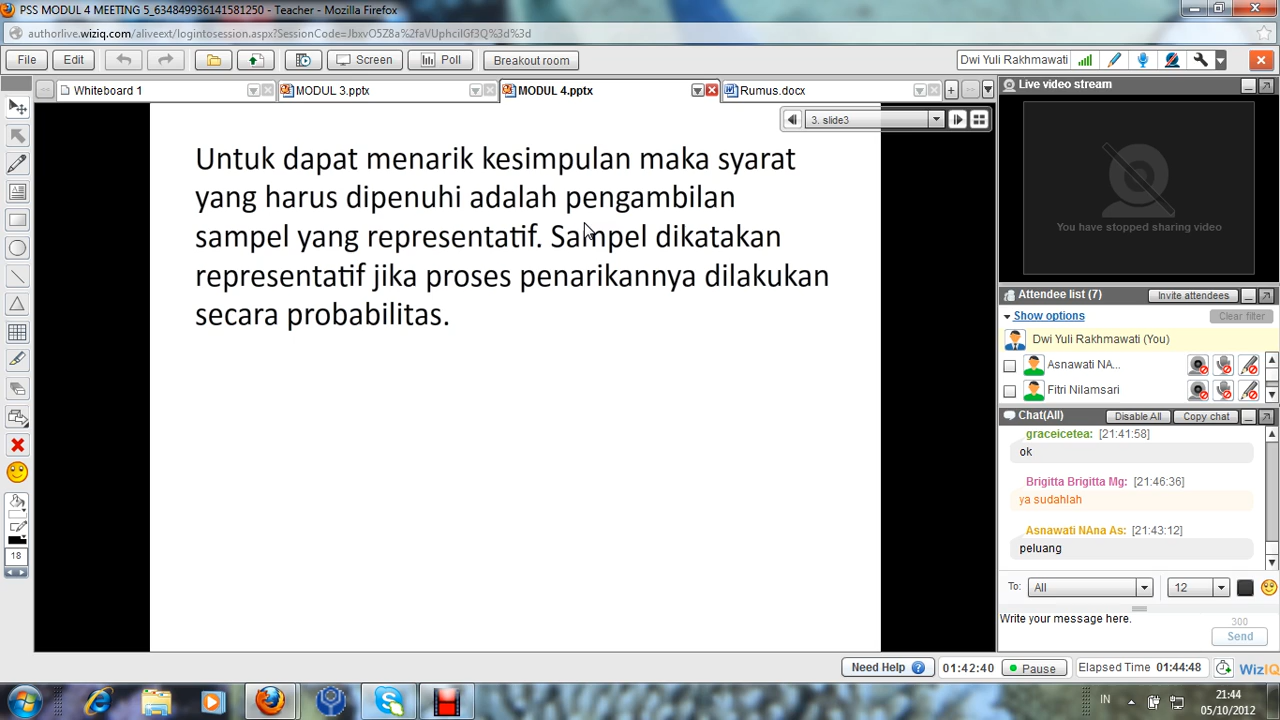 PSS MODUL 4 MEETING 5_634849936141581250 - Teacher - Mozilla Firefox
authorlive.wiziq.com/aliveext/logintosession.aspx?SessionCode=JbxvO5Z8a%2faVUphcilGf3Q%3d%3d
File Edit Screen Poll Breakout room Dwi Yuli Rakhmawati
Whiteboard 1 MODUL 3.pptx MODUL 4.pptx Rumus.docx
3. slide3
Untuk dapat menarik kesimpulan maka syarat
yang harus dipenuhi adalah pengambilan
sampel yang representatif. Sampel dikatakan
representatif jika proses penarikannya dilakukan
secara probabilitas.
18
Live video stream
You have stopped sharing video
Attendee list (7) Invite attendees
Show options Clear filter
Dwi Yuli Rakhmawati (You)
Asnawati NA...
Fitri Nilamsari
Chat(All) Disable All Copy chat
graceicetea: [21:41:58]
ok
Brigitta Brigitta Mg: [21:46:36]
ya sudahlah
Asnawati NAna As: [21:43:12]
peluang
To: All 12
Write your message here.
300
Send
Need Help ? 01:42:40 Pause Elapsed Time 01:44:48 WizIQ
IN 21:44
05/10/2012